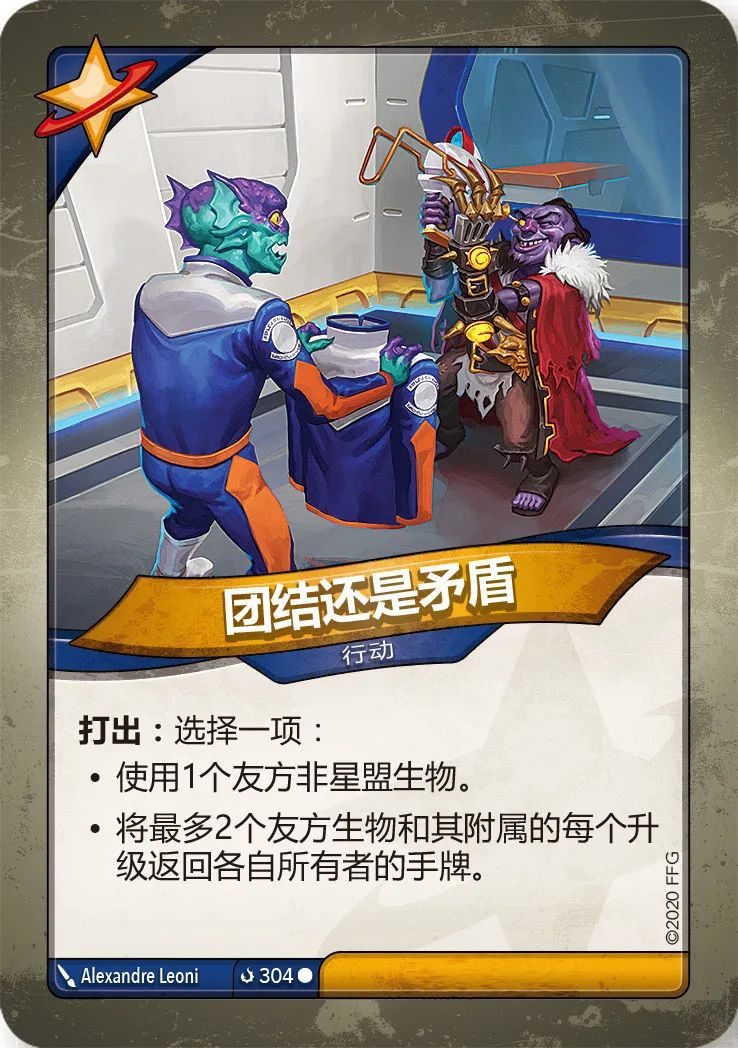 团结还是矛盾
行动
打出：选择一项：
• 使用1个友方非星盟生物。
• 将最多2个友方生物和其附属的每个升
级返回各自所有者的手牌。
©2020 FFG
Alexandre Leoni
304